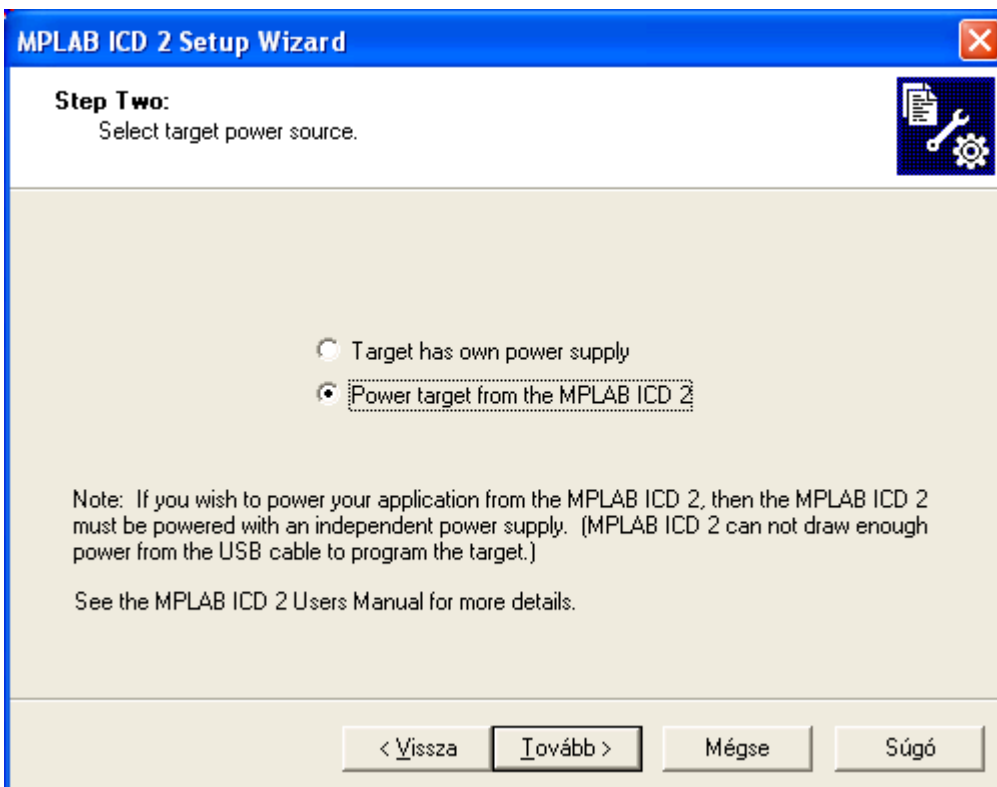 MPLAB ICD 2 Setup Wizard
Step Two:
Select target power source.
Target has own power supply
Power target from the MPLAB ICD 2
Note:  If you wish to power your application from the MPLAB ICD 2, then the MPLAB ICD 2
must be powered with an independent power supply.  (MPLAB ICD 2 can not draw enough
power from the USB cable to program the target.)
See the MPLAB ICD 2 Users Manual for more details.
< Vissza  Tovább >  Mégse  Súgó